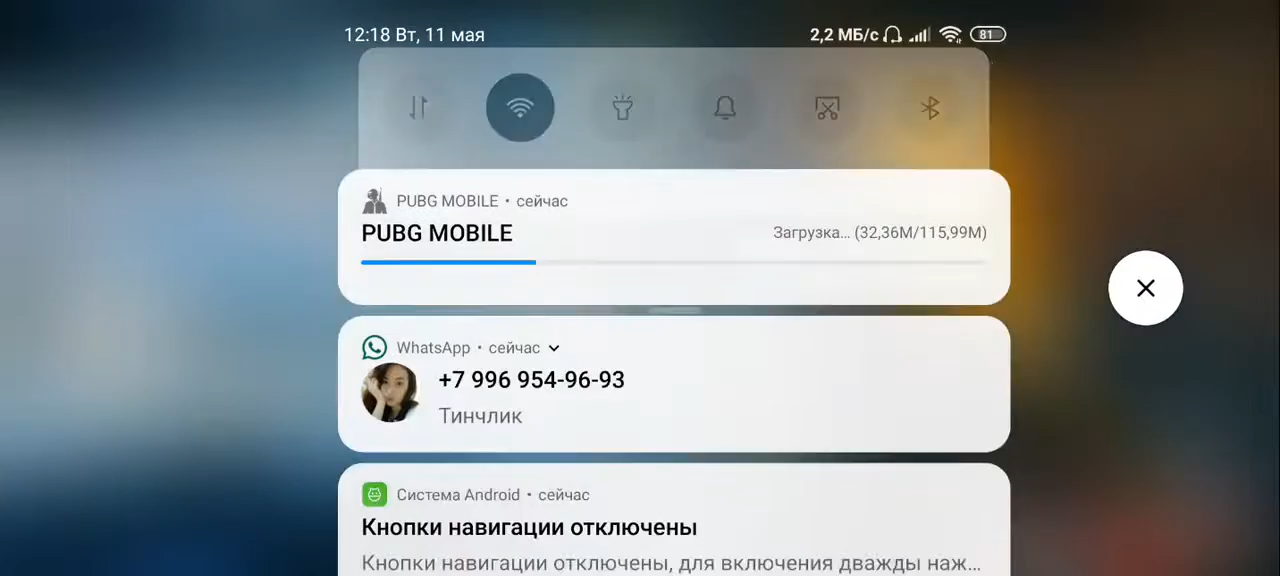 12:18 Вт, 11 мая 2,2 МБ/с 81
PUBG MOBILE • сейчас
PUBG MOBILE Загрузка... (32,36M/115,99M)
WhatsApp • сейчас
+7 996 954-96-93
Тинчлик
Система Android • сейчас
Кнопки навигации отключены
Кнопки навигации отключены, для включения дважды наж...